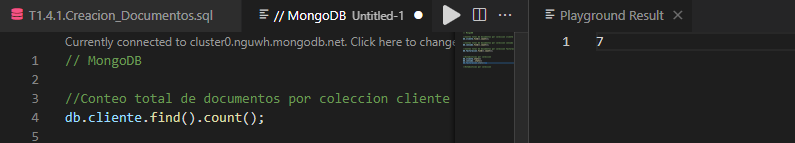 T1.4.1.Creacion_Documentos.sql
// MongoDB Untitled-1
Playground Result
Currently connected to cluster0.nguwh.mongodb.net. Click here to change
1 // MongoDB
2
3 //Conteo total de documentos por coleccion cliente
4 db.cliente.find().count();
5
1 7